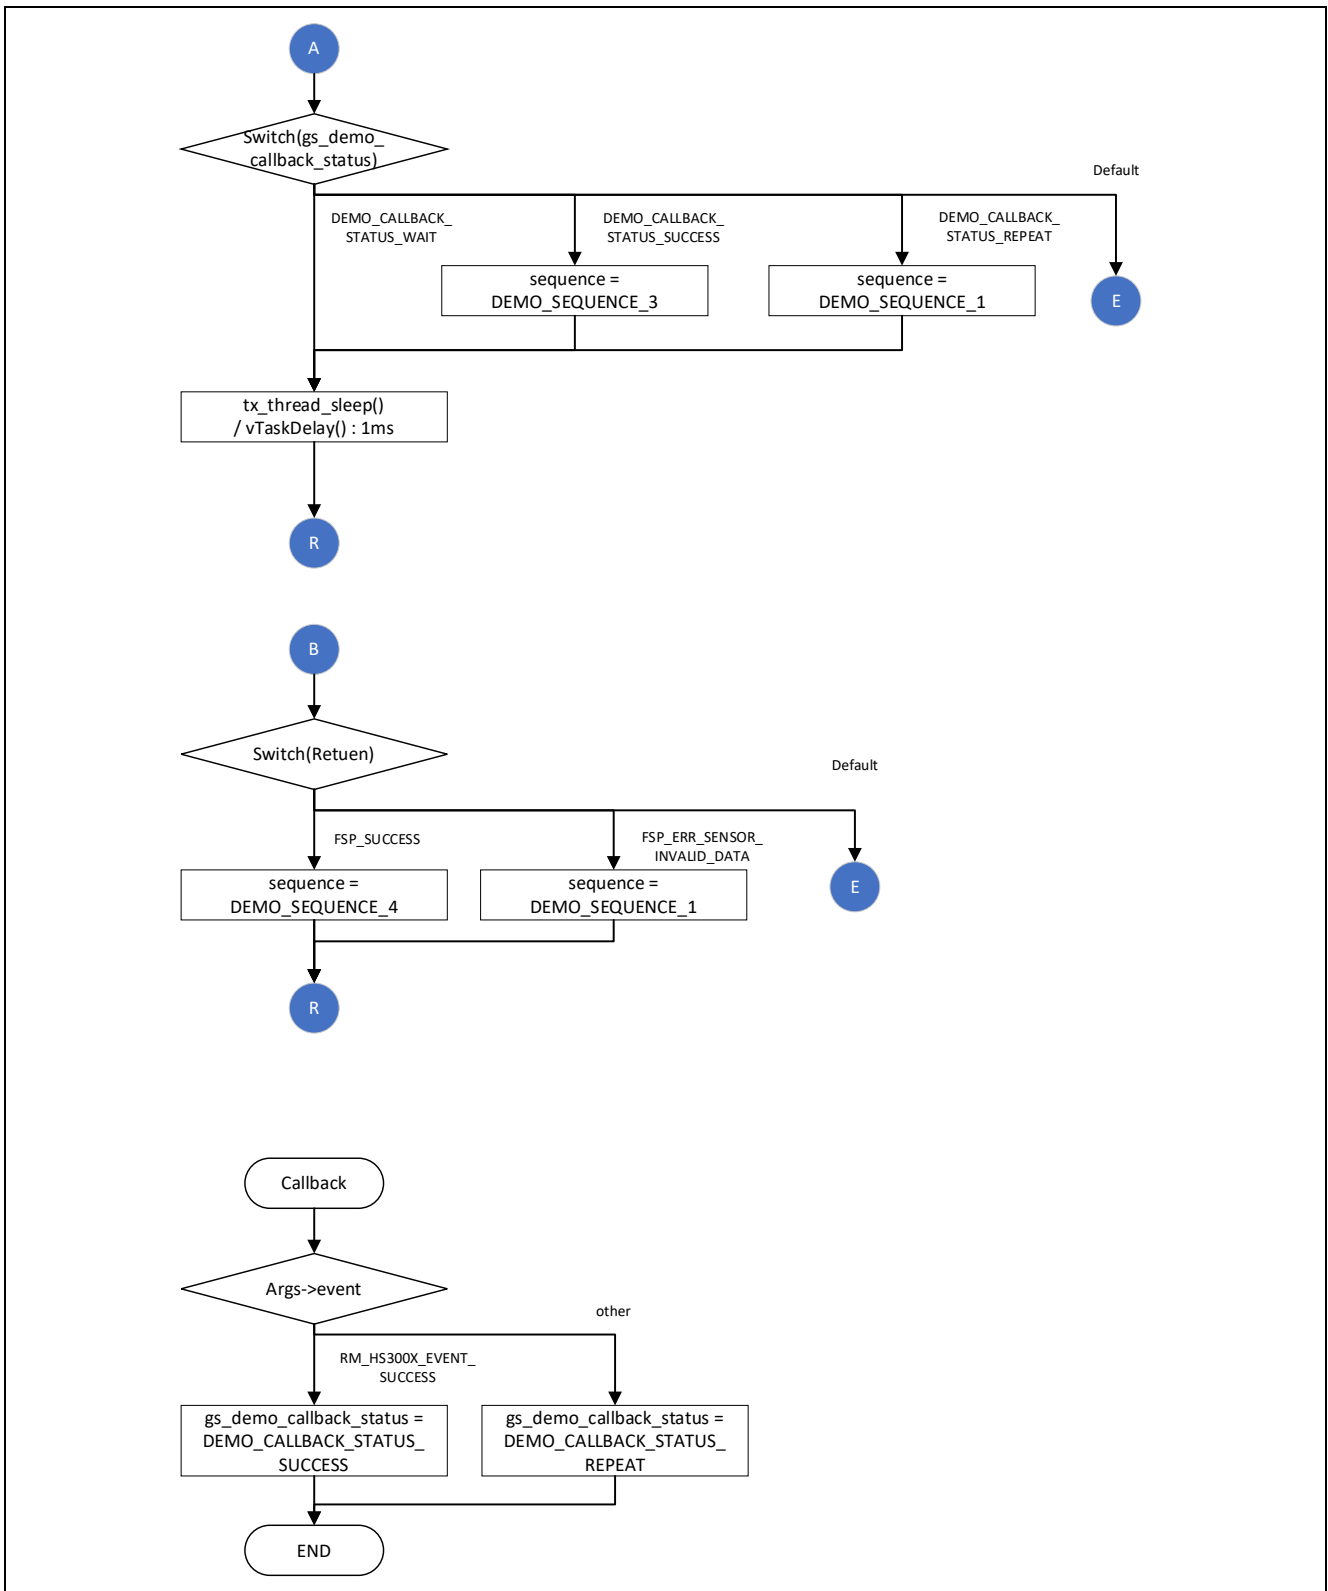 A
Switch(gs_demo_
callback_status)
Default
DEMO_CALLBACK_
STATUS_WAIT
DEMO_CALLBACK_
STATUS_SUCCESS
DEMO_CALLBACK_
STATUS_REPEAT
sequence =
DEMO_SEQUENCE_3
sequence =
DEMO_SEQUENCE_1
E
tx_thread_sleep()
/ vTaskDelay() : 1ms
R
B
Switch(Retuen)
Default
FSP_SUCCESS
FSP_ERR_SENSOR_
INVALID_DATA
sequence =
DEMO_SEQUENCE_4
sequence =
DEMO_SEQUENCE_1
E
R
Callback
Args->event
other
RM_HS300X_EVENT_
SUCCESS
gs_demo_callback_status =
DEMO_CALLBACK_STATUS_
SUCCESS
gs_demo_callback_status =
DEMO_CALLBACK_STATUS_
REPEAT
END